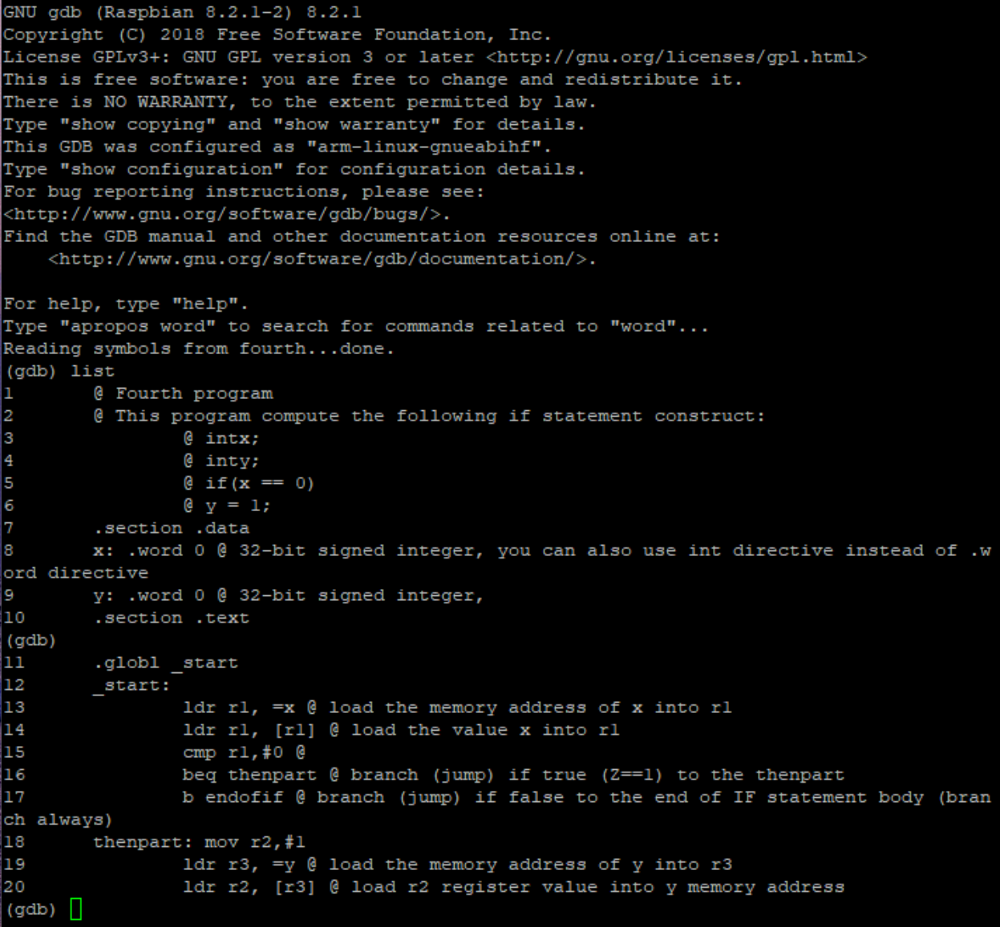 GNU gdb (Raspbian 8.2.1-2) 8.2.1
Copyright (C) 2018 Free Software Foundation, Inc.
License GPLv3+: GNU GPL version 3 or later <http://gnu.org/licenses/gpl.html>
This is free software: you are free to change and redistribute it.
There is NO WARRANTY, to the extent permitted by law.
Type "show copying" and "show warranty" for details.
This GDB was configured as "arm-linux-gnueabihf".
Type "show configuration" for configuration details.
For bug reporting instructions, please see:
<http://www.gnu.org/software/gdb/bugs/>.
Find the GDB manual and other documentation resources online at:
    <http://www.gnu.org/software/gdb/documentation/>.

For help, type "help".
Type "apropos word" to search for commands related to "word"...
Reading symbols from fourth...done.
(gdb) list
1       @ Fourth program
2       @ This program compute the following if statement construct:
3               @ intx;
4               @ inty;
5               @ if(x == 0)
6               @ y = 1;
7       .section .data
8       x: .word 0 @ 32-bit signed integer, you can also use int directive instead of .w
ord directive
9       y: .word 0 @ 32-bit signed integer,
10      .section .text
(gdb)
11      .globl _start
12      _start:
13              ldr r1, =x @ load the memory address of x into r1
14              ldr r1, [r1] @ load the value x into r1
15              cmp r1,#0 @
16              beq thenpart @ branch (jump) if true (Z==1) to the thenpart
17              b endofif @ branch (jump) if false to the end of IF statement body (bran
ch always)
18      thenpart: mov r2,#1
19              ldr r3, =y @ load the memory address of y into r3
20              ldr r2, [r3] @ load r2 register value into y memory address
(gdb)